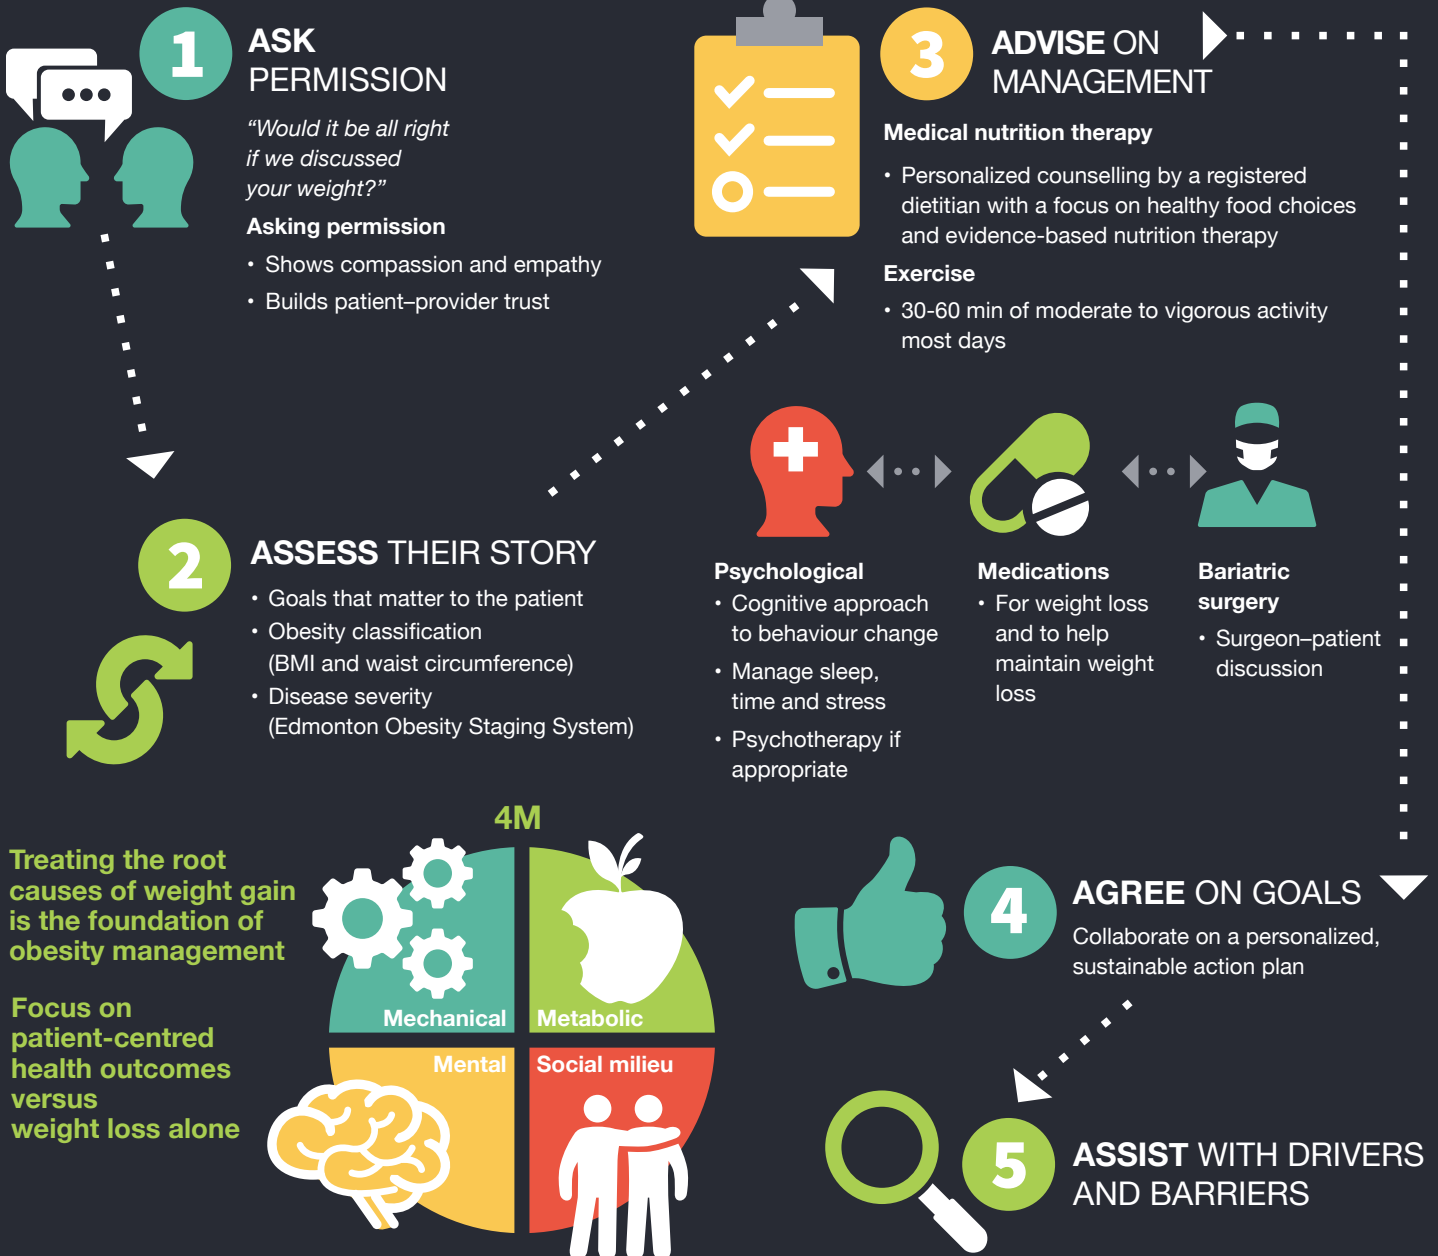 1
ASK
PERMISSION
“Would it be all right
if we discussed
your weight?”
Asking permission
• Shows compassion and empathy
• Builds patient–provider trust
2
ASSESS THEIR STORY
• Goals that matter to the patient
• Obesity classification
(BMI and waist circumference)
• Disease severity
(Edmonton Obesity Staging System)
Treating the root
causes of weight gain
is the foundation of
obesity management
Focus on
patient-centred
health outcomes
versus
weight loss alone
4M
Mechanical
Metabolic
Mental
Social milieu
3
ADVISE ON
MANAGEMENT
Medical nutrition therapy
• Personalized counselling by a registered
dietitian with a focus on healthy food choices
and evidence-based nutrition therapy
Exercise
• 30-60 min of moderate to vigorous activity
most days
Psychological
• Cognitive approach
to behaviour change
• Manage sleep,
time and stress
• Psychotherapy if
appropriate
Medications
• For weight loss
and to help
maintain weight
loss
Bariatric
surgery
• Surgeon–patient
discussion
4
AGREE ON GOALS
Collaborate on a personalized,
sustainable action plan
5
ASSIST WITH DRIVERS
AND BARRIERS